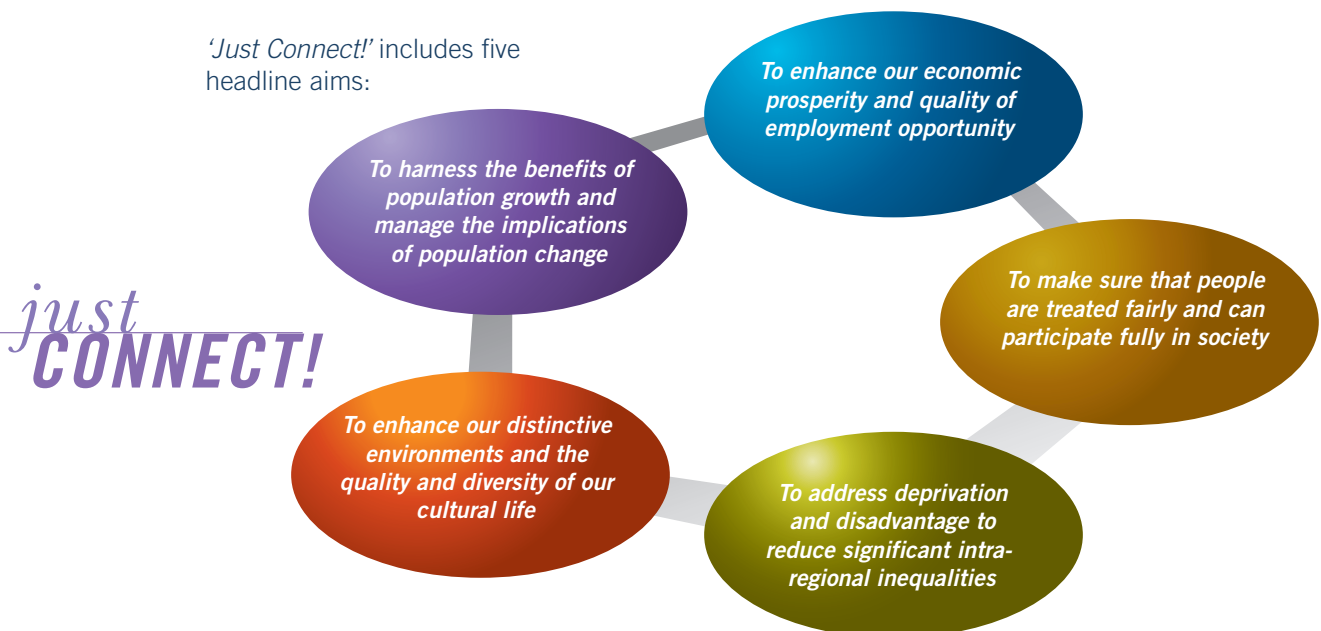 'Just Connect!' includes five
headline aims:
To enhance our economic
prosperity and quality of
employment opportunity
To harness the benefits of
population growth and
manage the implications
of population change
To make sure that people
are treated fairly and can
participate fully in society
just
CONNECT!
To enhance our distinctive
environments and the
quality and diversity of our
cultural life
To address deprivation
and disadvantage to
reduce significant intra-
regional inequalities